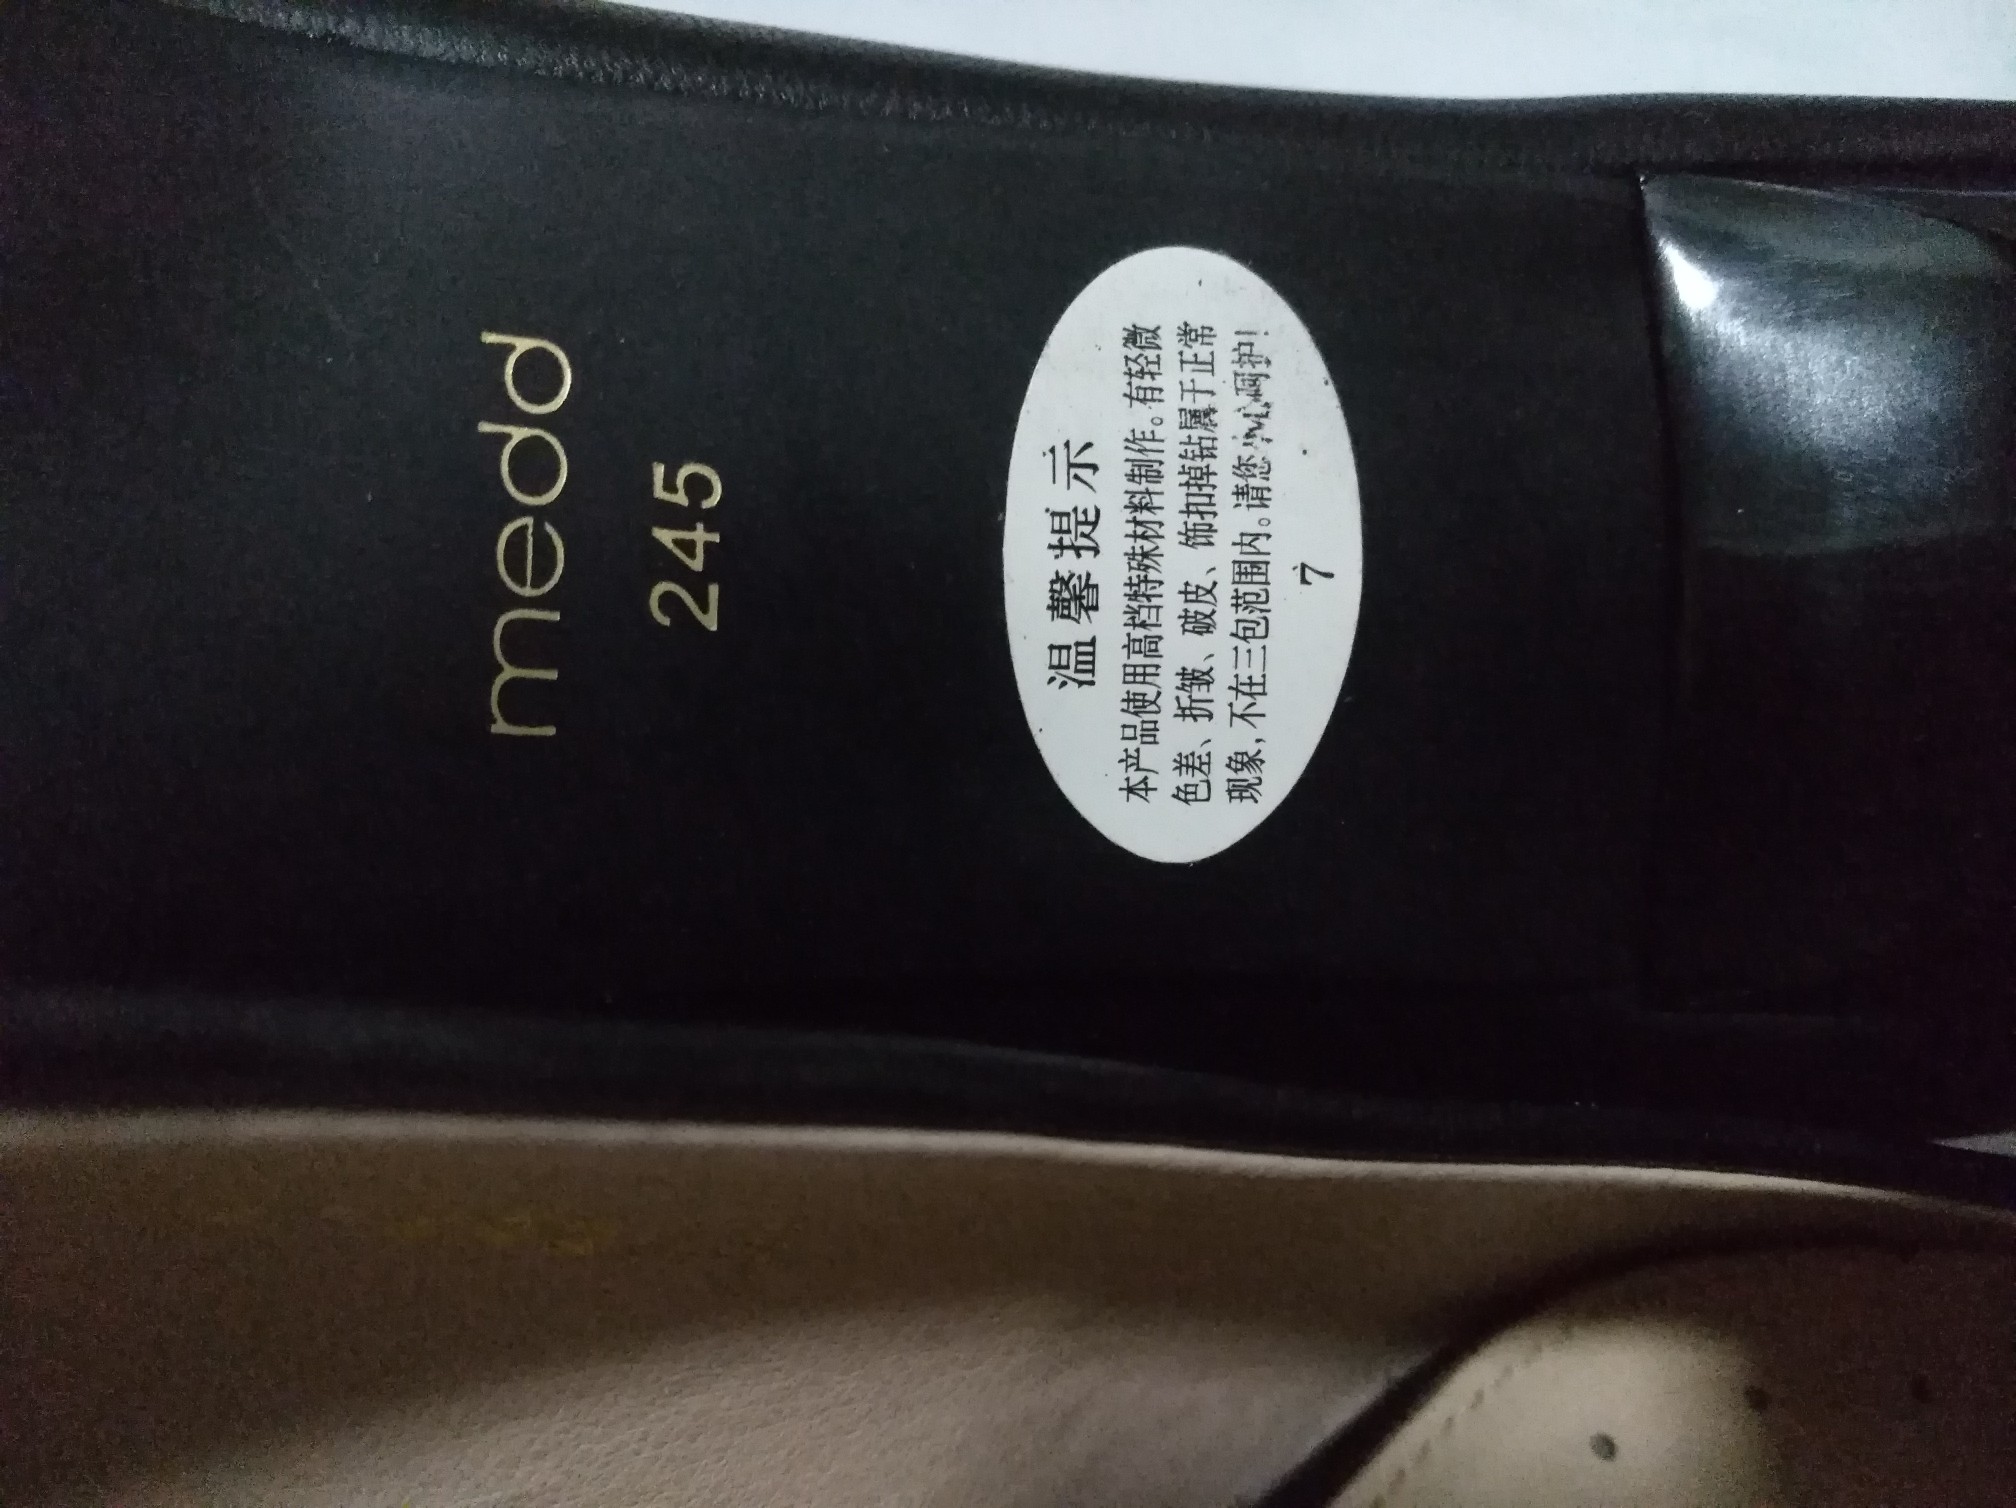 medd
245
温馨提示
本产品使用高档特殊材料制作。有轻微
色差、折皱、破皮、饰扣掉钻属于正常
现象，不在三包范围内。请您小心呵护！
7